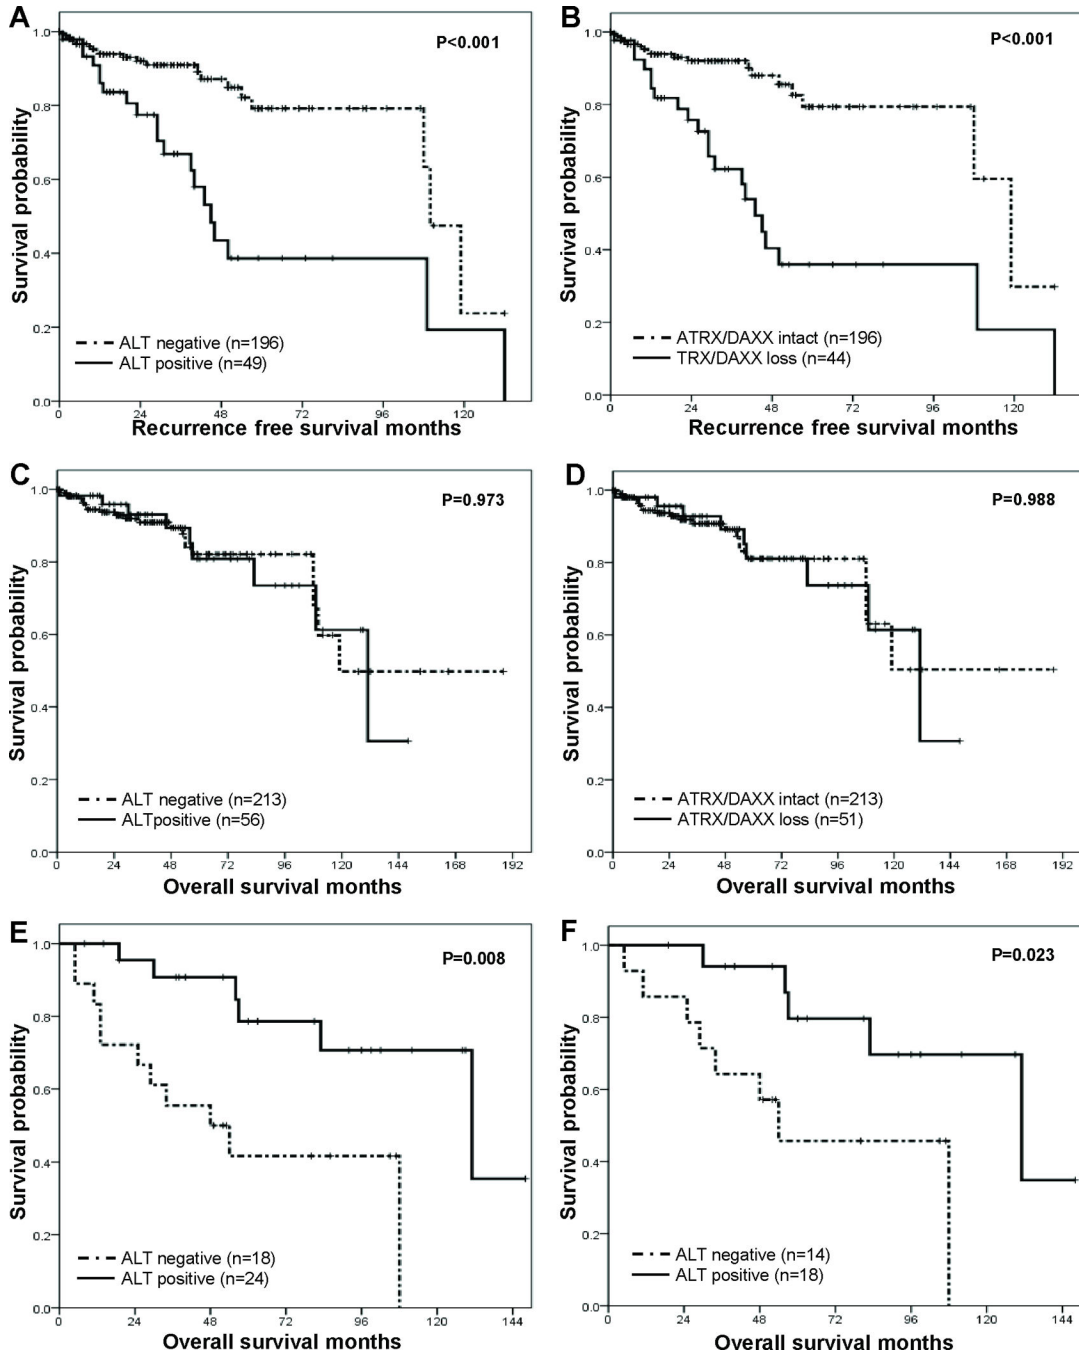 A
P<0.001
Survival probability
1.0
0.8
0.6
0.4
0.2
0.0
ALT negative (n=196)
ALT positive (n=49)
0 24 48 72 96 120
Recurrence free survival months
B
P<0.001
Survival probability
1.0
0.8
0.6
0.4
0.2
0.0
ATRX/DAXX intact (n=196)
TRX/DAXX loss (n=44)
0 24 48 72 96 120
Recurrence free survival months
C
P=0.973
Survival probability
1.0
0.8
0.6
0.4
0.2
0.0
ALT negative (n=213)
ALTpositive (n=56)
0 24 48 72 96 120 144 168 192
Overall survival months
D
P=0.988
Survival probability
1.0
0.8
0.6
0.4
0.2
0.0
ATRX/DAXX intact (n=213)
ATRX/DAXX loss (n=51)
0 24 48 72 96 120 144 168 192
Overall survival months
E
P=0.008
Survival probability
1.0
0.8
0.6
0.4
0.2
0.0
ALT negative (n=18)
ALT positive (n=24)
0 24 48 72 96 120 144
Overall survival months
F
P=0.023
Survival probability
1.0
0.8
0.6
0.4
0.2
0.0
ALT negative (n=14)
ALT positive (n=18)
0 24 48 72 96 120 144
Overall survival months